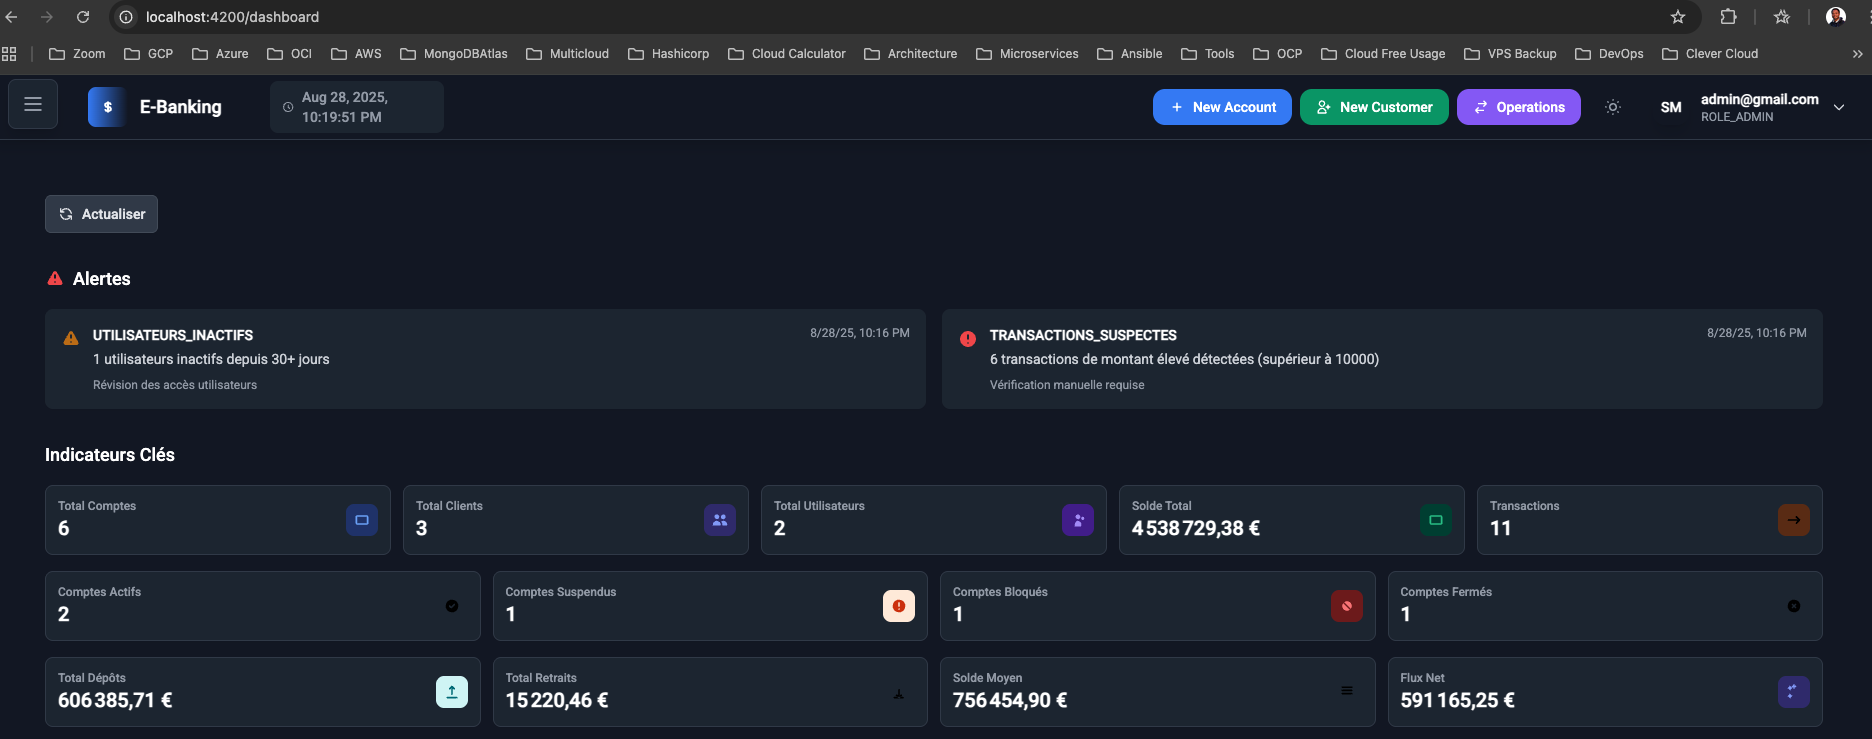 localhost:4200/dashboard
Zoom GCP Azure OCI AWS MongoDBAtlas Multicloud Hashicorp Cloud Calculator Architecture Microservices Ansible Tools OCP Cloud Free Usage VPS Backup DevOps Clever Cloud »
$ E-Banking
Aug 28, 2025,
10:19:51 PM
+ New Account
New Customer
Operations
SM
admin@gmail.com
ROLE_ADMIN
Actualiser
Alertes
UTILISATEURS_INACTIFS
8/28/25, 10:16 PM
1 utilisateurs inactifs depuis 30+ jours
Révision des accès utilisateurs
TRANSACTIONS_SUSPECTES
8/28/25, 10:16 PM
6 transactions de montant élevé détectées (supérieur à 10000)
Vérification manuelle requise
Indicateurs Clés
Total Comptes
6
Total Clients
3
Total Utilisateurs
2
Solde Total
4 538 729,38 €
Transactions
11
Comptes Actifs
2
Comptes Suspendus
1
Comptes Bloqués
1
Comptes Fermés
1
Total Dépôts
606 385,71 €
Total Retraits
15 220,46 €
Solde Moyen
756 454,90 €
Flux Net
591 165,25 €